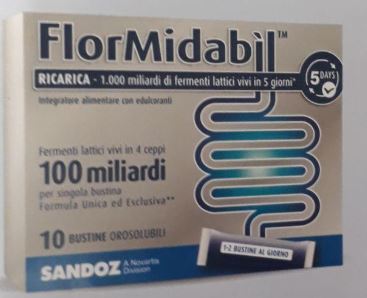 FlorMidabìl™
RICARICA - 1.000 miliardi di fermenti lattici vivi in 5 giorni*
5 DAYS
Integratore alimentare con edulcoranti
Fermenti lattici vivi in 4 ceppi
100 miliardi
per singola bustina
Formula Unica ed Esclusiva**
10 BUSTINE OROSOLUBILI
1-2 BUSTINE AL GIORNO
SANDOZ A Novartis
Division